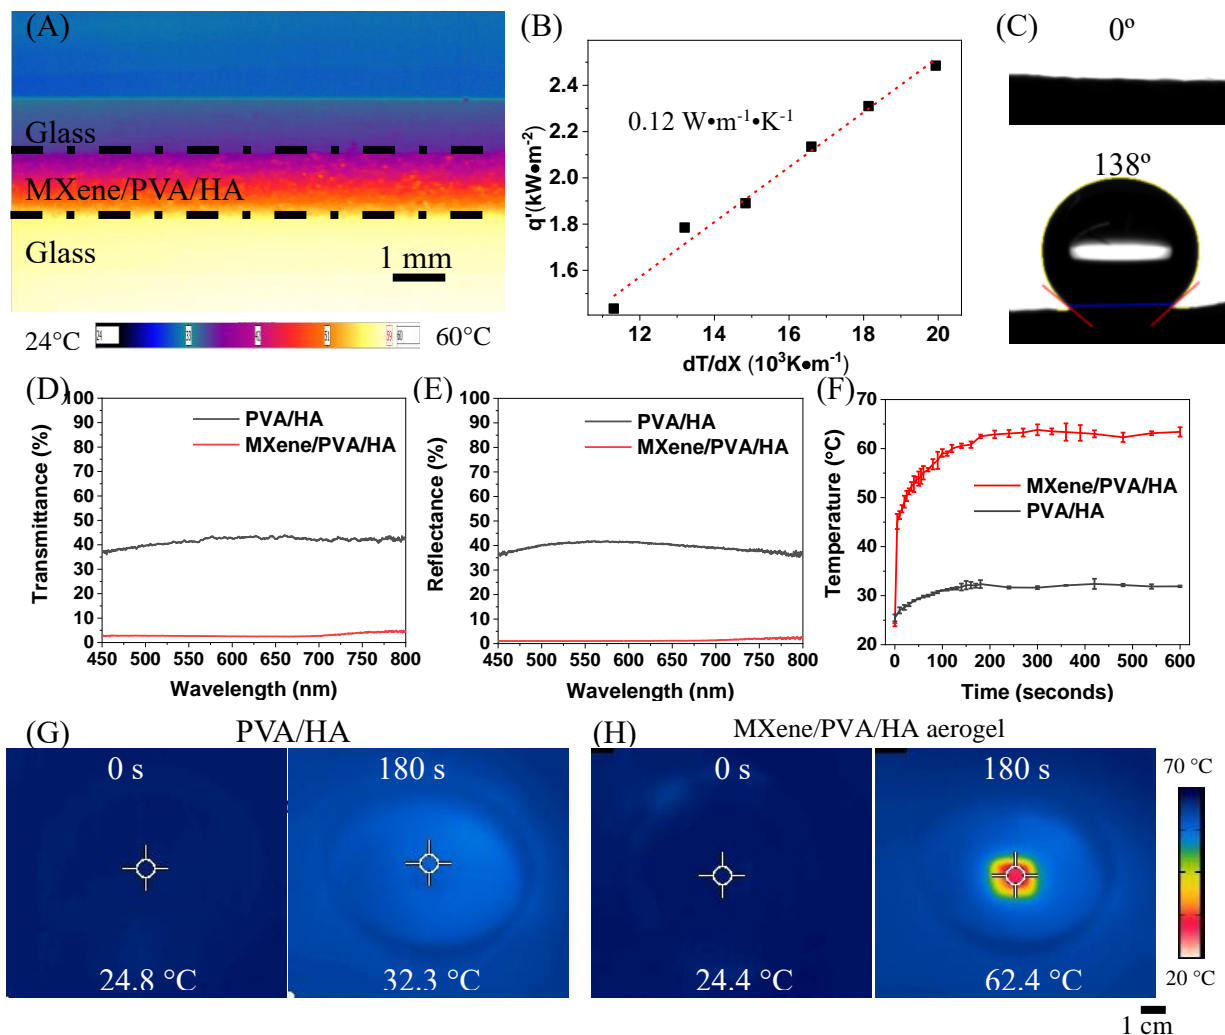 (A)
Glass
MXene/PVA/HA
Glass
1 mm
24°C
60°C
(B)
0.12 W•m⁻¹•K⁻¹
q'(kW•m⁻²)
2.4
2.2
2.0
1.8
1.6
12 14 16 18 20
dT/dX (10³K•m⁻¹)
(C)
0º
138º
(D)
PVA/HA
MXene/PVA/HA
Transmittance (%)
100
90
80
70
60
50
40
30
20
10
0
450 500 550 600 650 700 750 800
Wavelength (nm)
(E)
PVA/HA
MXene/PVA/HA
Reflectance (%)
100
90
80
70
60
50
40
30
20
10
0
450 500 550 600 650 700 750 800
Wavelength (nm)
(F)
MXene/PVA/HA
PVA/HA
Temperature (°C)
70
60
50
40
30
20
0 100 200 300 400 500 600
Time (seconds)
(G)
PVA/HA
0 s
180 s
24.8 °C
32.3 °C
(H)
MXene/PVA/HA aerogel
0 s
180 s
24.4 °C
62.4 °C
70 °C
20 °C
1 cm